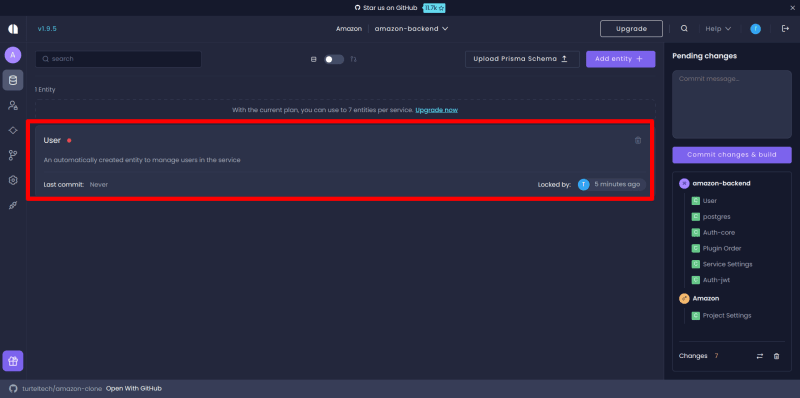 Star us on GitHub 11.7k
v1.9.5
Amazon amazon-backend
Upgrade
Help
T
A
search
Upload Prisma Schema
Add entity +
1 Entity
With the current plan, you can use to 7 entities per service. Upgrade now
User
An automatically created entity to manage users in the service
Last commit: Never
Locked by: T 5 minutes ago
Pending changes
Commit message...
Commit changes & build
amazon-backend
C User
C postgres
C Auth-core
C Plugin Order
C Service Settings
C Auth-jwt
Amazon
C Project Settings
Changes 7
turteltech/amazon-clone Open With GitHub